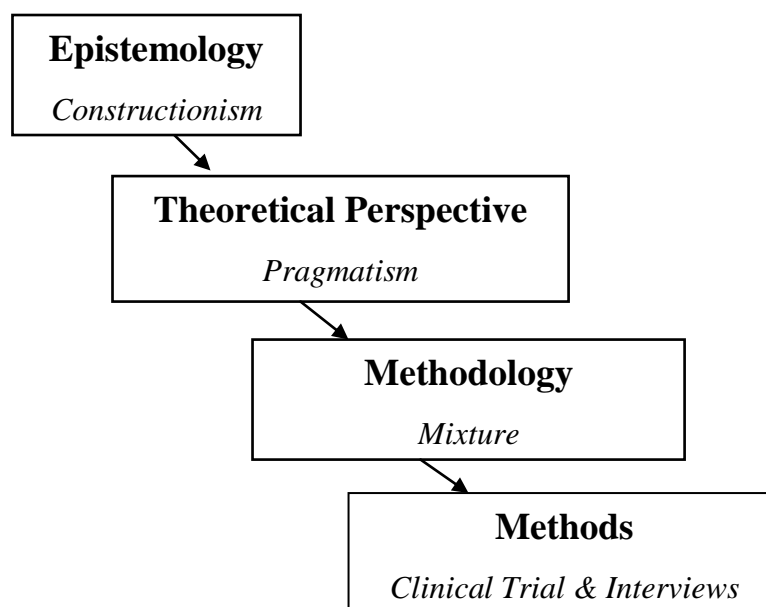 Epistemology
Constructionism
Theoretical Perspective
Pragmatism
Methodology
Mixture
Methods
Clinical Trial & Interviews